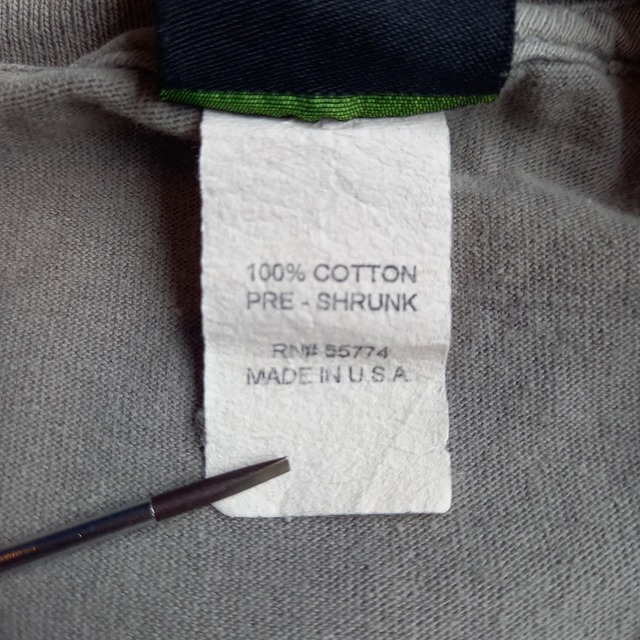 100% COTTON
PRE - SHRUNK
RN# 55774
MADE IN U.S.A.